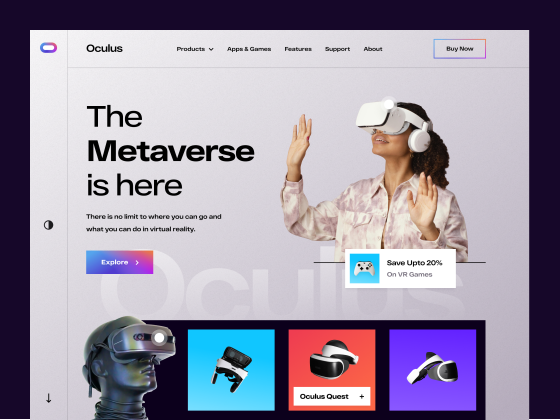 Oculus
Products
Apps & Games
Features
Support
About
Buy Now
The
Metaverse
is here
There is no limit to where you can go and
what you can do in virtual reality.
Explore
Oculus
Save Upto 20%
On VR Games
Oculus Quest +